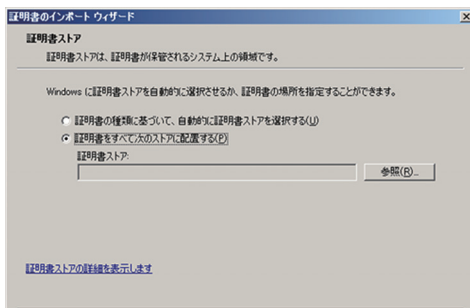 証明書のインポート ウィザード
証明書ストア
証明書ストアは、証明書が保管されるシステム上の領域です。
Windows に証明書ストアを自動的に選択させるか、証明書の場所を指定することができます。
証明書の種類に基づいて、自動的に証明書ストアを選択する(U)
証明書をすべて次のストアに配置する(P)
証明書ストア:
参照(R)...
証明書ストアの詳細を表示します